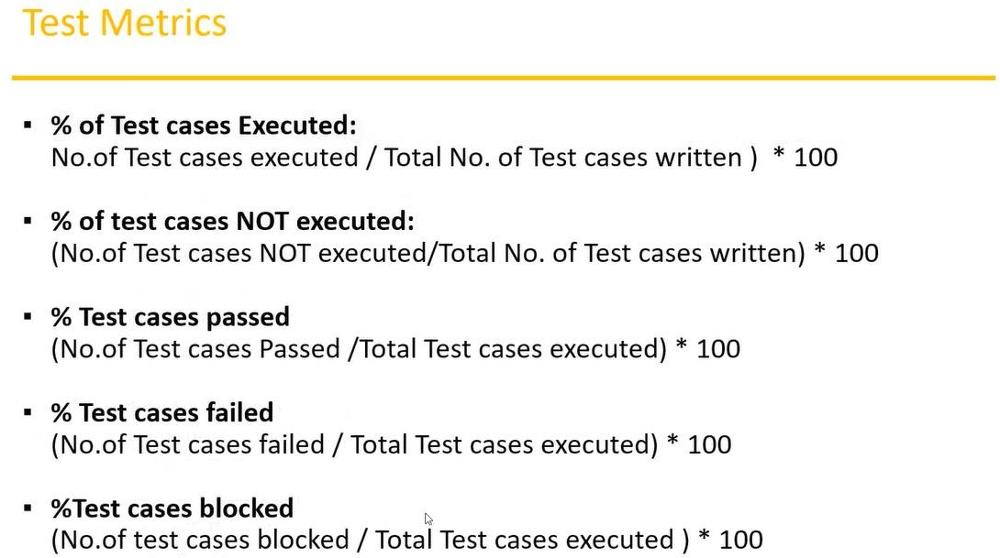 Test Metrics
▪ % of Test cases Executed:
No.of Test cases executed / Total No. of Test cases written ) * 100
▪ % of test cases NOT executed:
(No.of Test cases NOT executed/Total No. of Test cases written) * 100
▪ % Test cases passed
(No.of Test cases Passed /Total Test cases executed) * 100
▪ % Test cases failed
(No.of Test cases failed / Total Test cases executed) * 100
▪ %Test cases blocked
(No.of test cases blocked / Total Test cases executed ) * 100